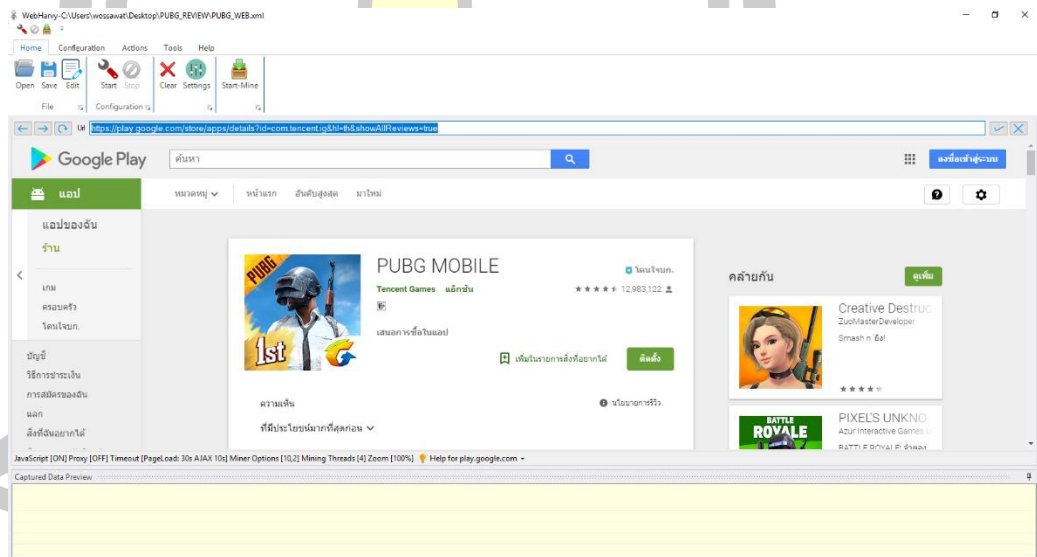 WebHarvy-C:\Users\wossawat\Desktop\PUBG_REVIEW\PUBG_WEB.xml
Home Configuration Actions Tools Help
Open Save Edit Start Stop Clear Settings Start-Mine
File Configuration
Url https://play.google.com/store/apps/details?id=com.tencent.ig&hl=th&showAllReviews=true
Google Play ค้นหา ลงชื่อเข้าสู่ระบบ
แอป หมวดหมู่ หน้าแรก อันดับสูงสุด มาใหม่
แอปของฉัน
ร้าน
เกม
ครอบครัว
โดนใจบก.
บัญชี
วิธีการชำระเงิน
การสมัครของฉัน
แลก
สิ่งที่ฉันอยากได้
PUBG
1st
PUBG MOBILE
โดนใจบก.
Tencent Games แอ็กชัน 12,983,122
เสนอการซื้อในแอป
เพิ่มในรายการสิ่งที่อยากได้ ติดตั้ง
ความเห็น นโยบายการรีวิว
ที่มีประโยชน์มากที่สุดก่อน
คล้ายกัน ดูเพิ่ม
Creative Destruc
ZuoMasterDeveloper
Smash n ยิง!
BATTLE
ROYALE
PIXEL'S UNKNO
Azur Interactive Games
BATTLE ROYALE: จำลอง
JavaScript [ON] Proxy [OFF] Timeout [PageLoad: 30s AJAX 10s] Miner Options [10,2] Mining Threads [4] Zoom [100%] Help for play.google.com
Captured Data Preview